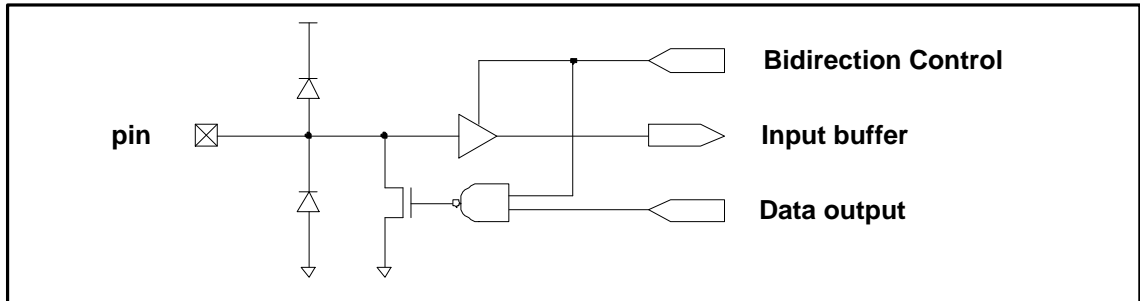 Bidirection Control
pin
Input buffer
Data output